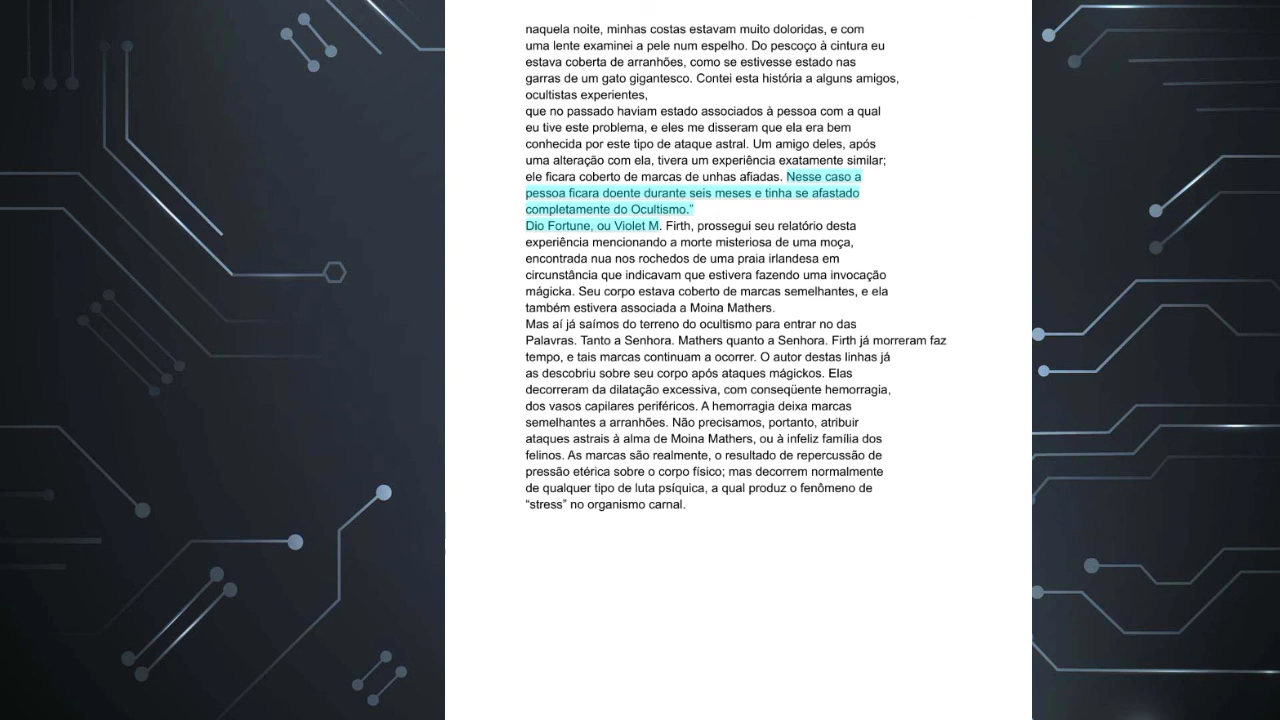 naquela noite, minhas costas estavam muito doloridas, e com
uma lente examinei a pele num espelho. Do pescoço à cintura eu
estava coberta de arranhões, como se estivesse estado nas
garras de um gato gigantesco. Contei esta história a alguns amigos,
ocultistas experientes,
que no passado haviam estado associados à pessoa com a qual
eu tive este problema, e eles me disseram que ela era bem
conhecida por este tipo de ataque astral. Um amigo deles, após
uma alteração com ela, tivera um experiência exatamente similar;
ele ficara coberto de marcas de unhas afiadas. Nesse caso a
pessoa ficara doente durante seis meses e tinha se afastado
completamente do Ocultismo.”
Dio Fortune, ou Violet M. Firth, prossegui seu relatório desta
experiência mencionando a morte misteriosa de uma moça,
encontrada nua nos rochedos de uma praia irlandesa em
circunstância que indicavam que estivera fazendo uma invocação
mágicka. Seu corpo estava coberto de marcas semelhantes, e ela
também estivera associada a Moina Mathers.
Mas aí já saímos do terreno do ocultismo para entrar no das
Palavras. Tanto a Senhora. Mathers quanto a Senhora. Firth já morreram faz
tempo, e tais marcas continuam a ocorrer. O autor destas linhas já
as descobriu sobre seu corpo após ataques mágickos. Elas
decorreram da dilatação excessiva, com conseqüente hemorragia,
dos vasos capilares periféricos. A hemorragia deixa marcas
semelhantes a arranhões. Não precisamos, portanto, atribuir
ataques astrais à alma de Moina Mathers, ou à infeliz família dos
felinos. As marcas são realmente, o resultado de repercussão de
pressão etérica sobre o corpo físico; mas decorrem normalmente
de qualquer tipo de luta psíquica, a qual produz o fenômeno de
“stress” no organismo carnal.